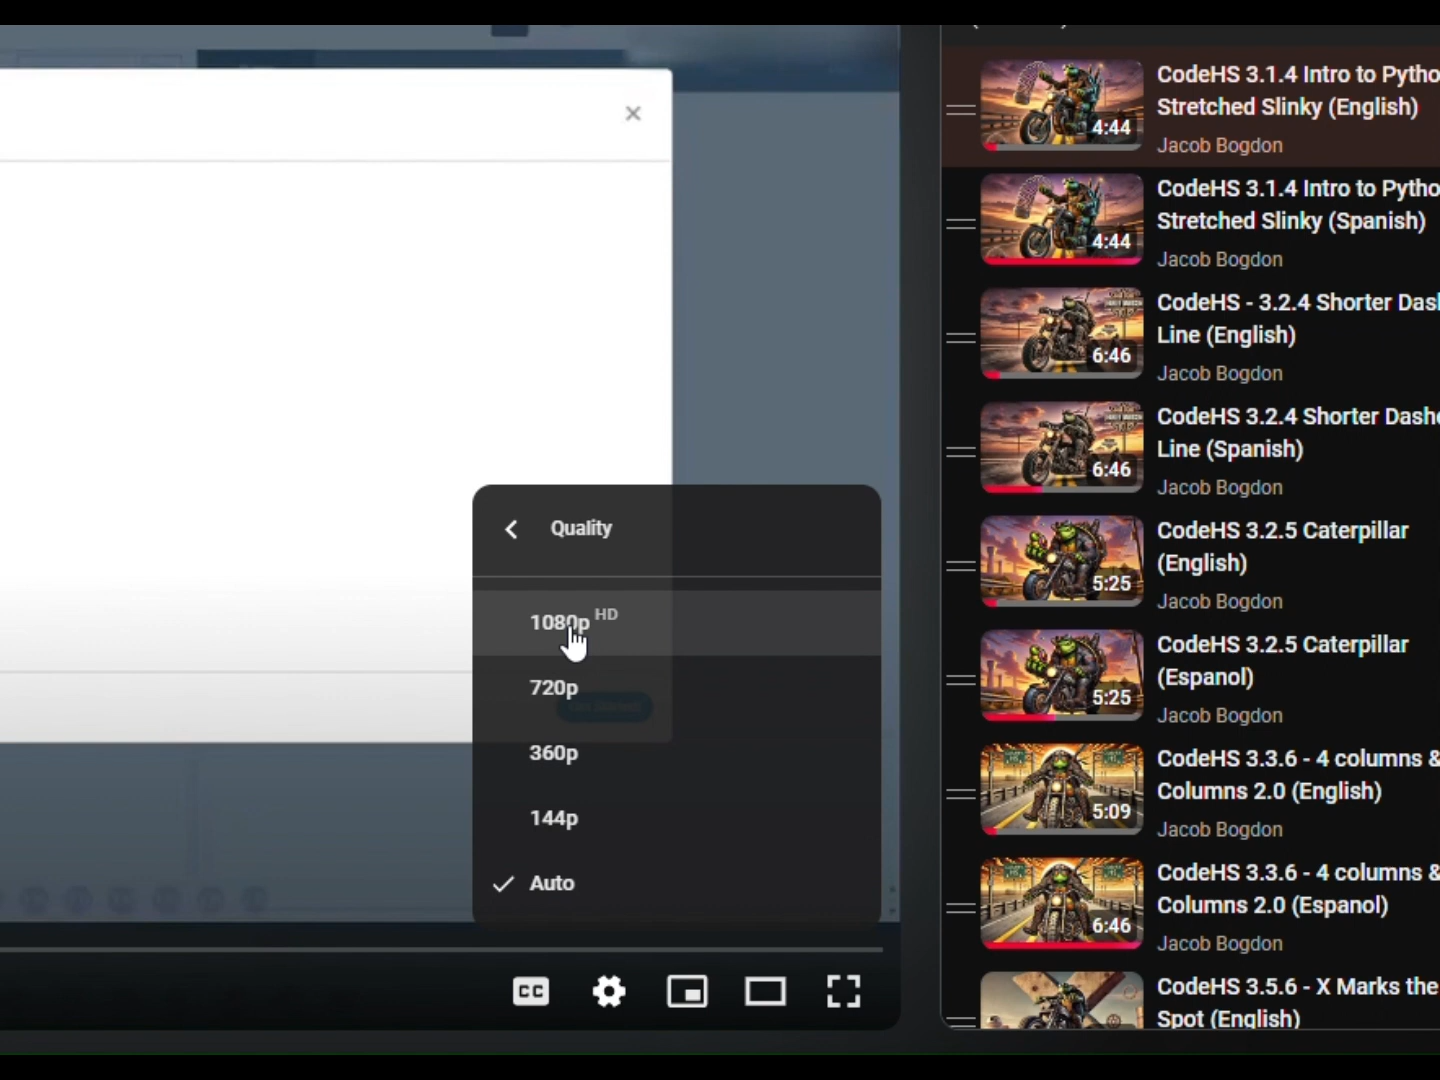 Quality
1080p HD
720p
360p
144p
Auto
CC
CodeHS 3.1.4 Intro to Pytho
Stretched Slinky (English)
Jacob Bogdon
4:44
CodeHS 3.1.4 Intro to Pytho
Stretched Slinky (Spanish)
Jacob Bogdon
4:44
CodeHS - 3.2.4 Shorter Das
Line (English)
Jacob Bogdon
6:46
CodeHS 3.2.4 Shorter Dash
Line (Spanish)
Jacob Bogdon
6:46
CodeHS 3.2.5 Caterpillar
(English)
Jacob Bogdon
5:25
CodeHS 3.2.5 Caterpillar
(Espanol)
Jacob Bogdon
5:25
CodeHS 3.3.6 - 4 columns &
Columns 2.0 (English)
Jacob Bogdon
5:09
CodeHS 3.3.6 - 4 columns &
Columns 2.0 (Espanol)
Jacob Bogdon
6:46
CodeHS 3.5.6 - X Marks the
Spot (English)